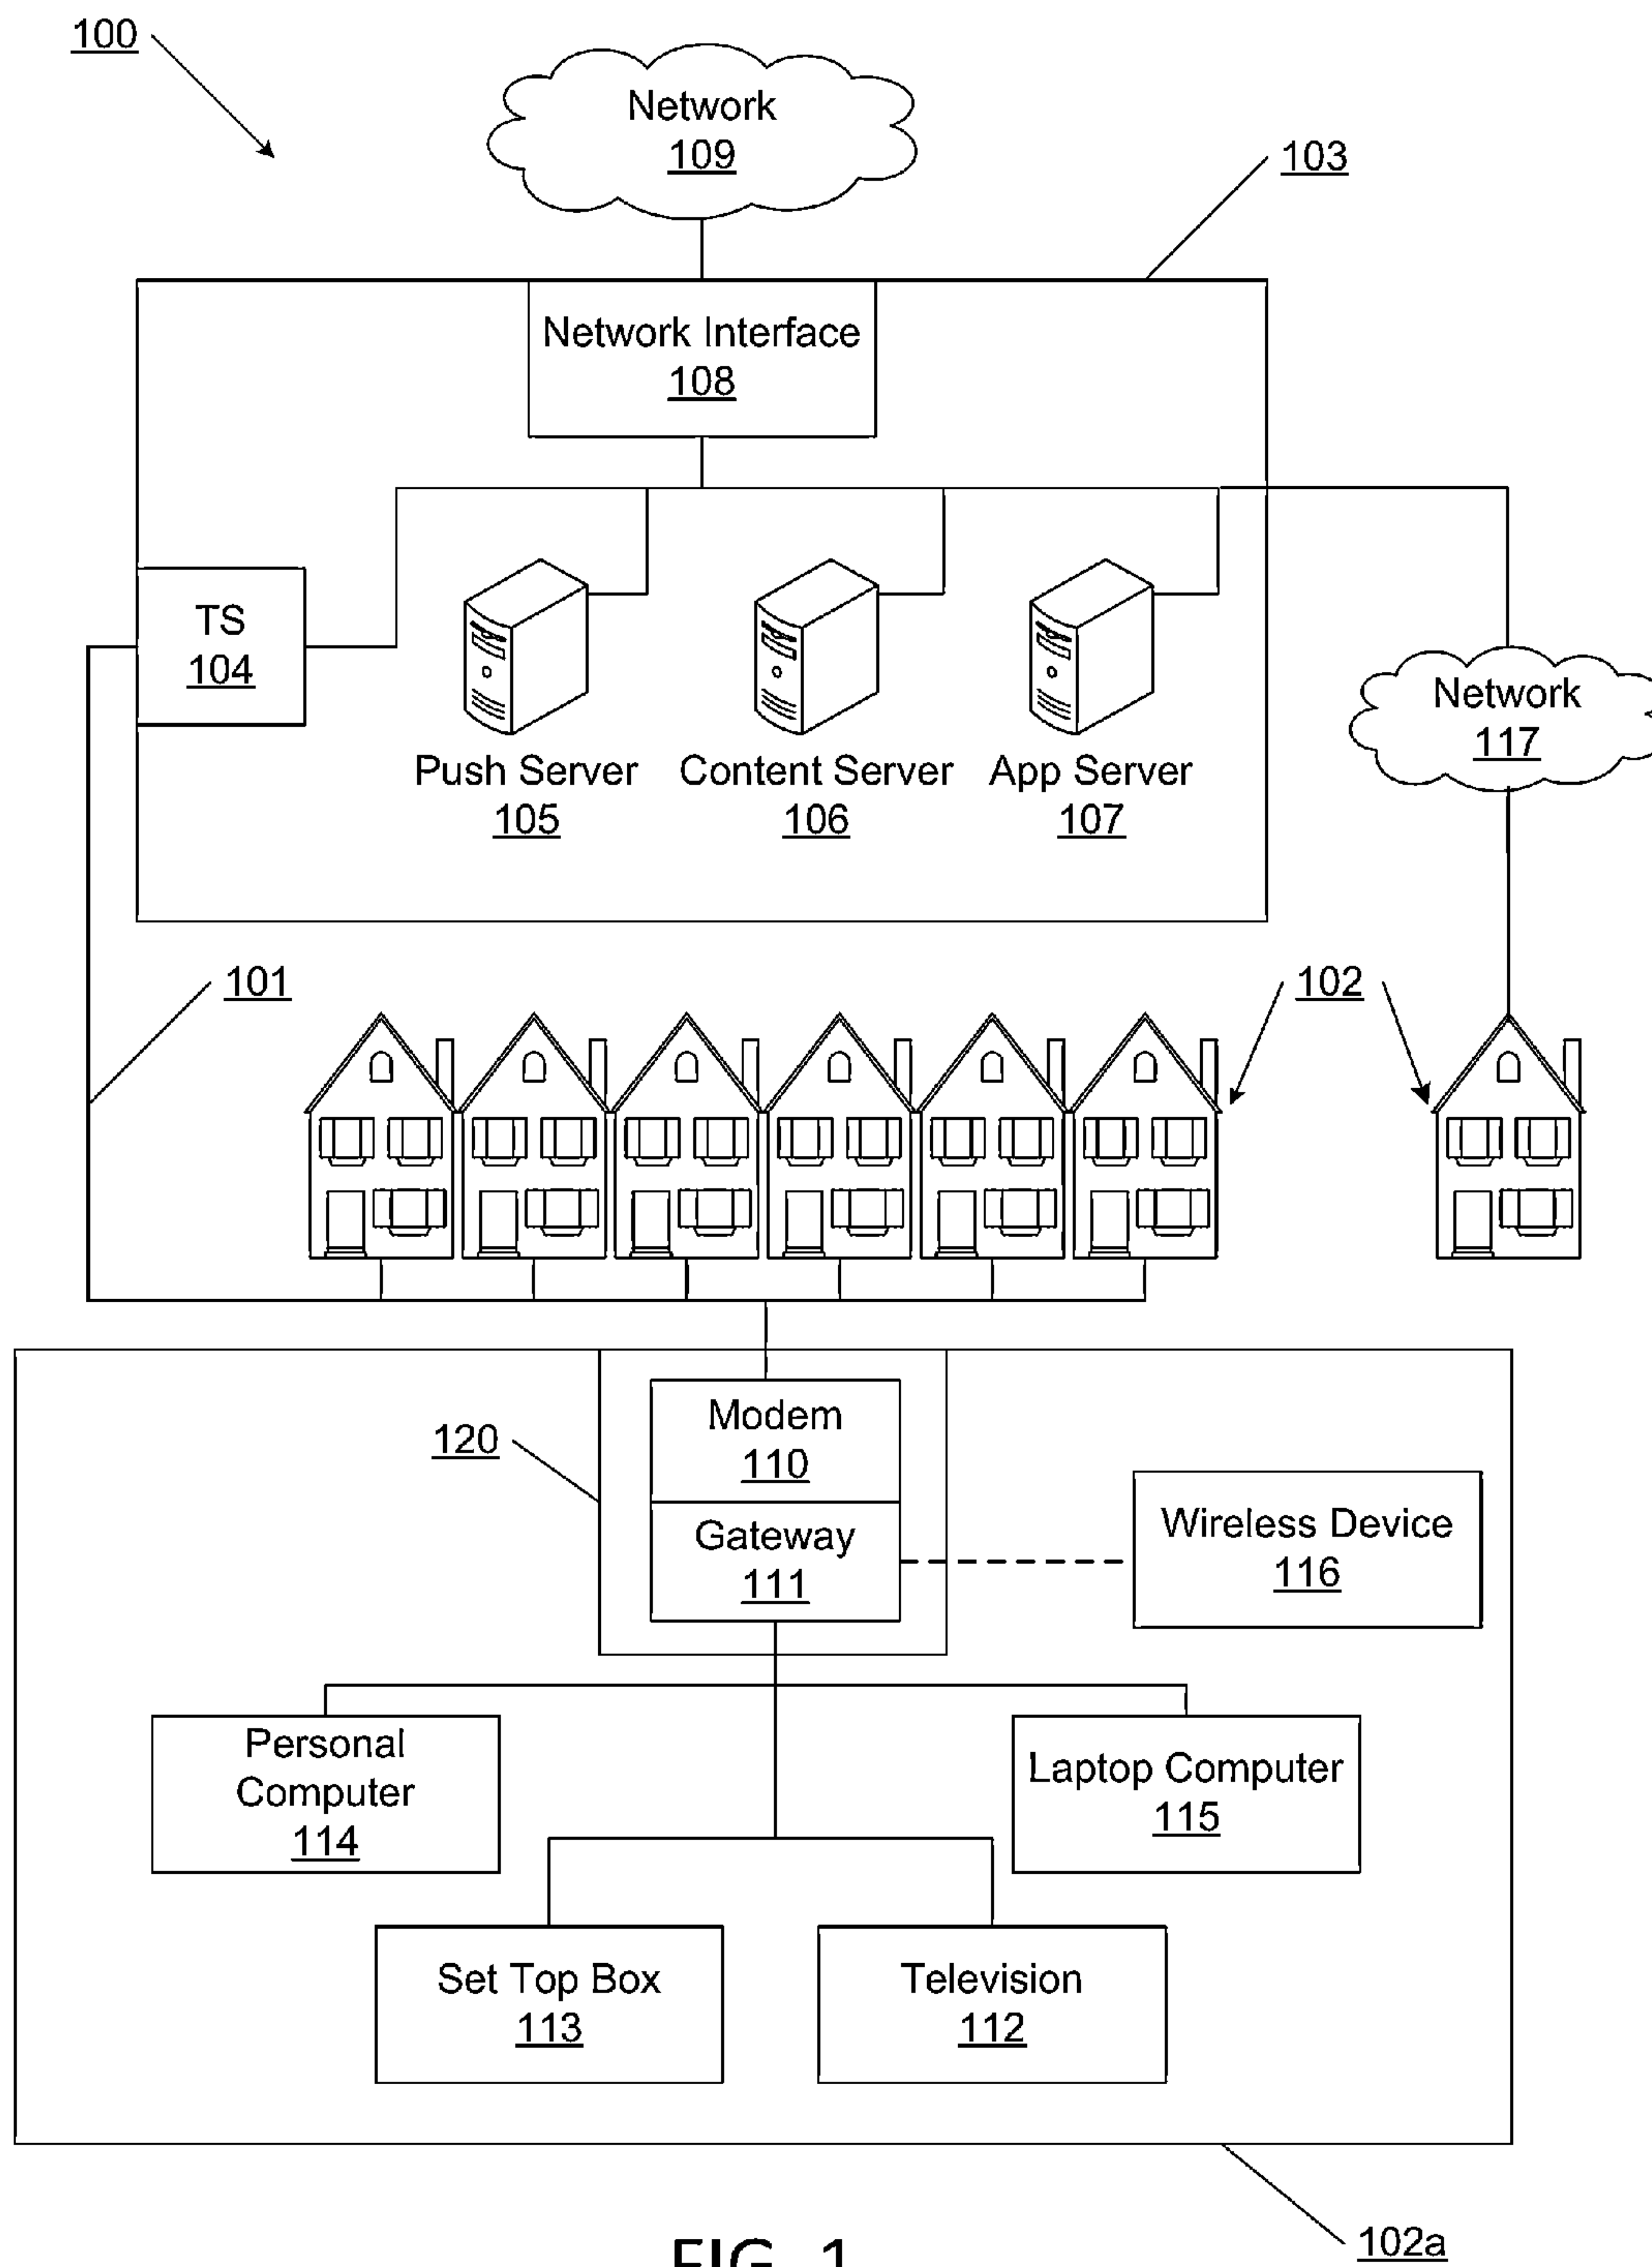 100
Network
109
103
Network Interface
108
TS
104
Push Server
105
Content Server
106
App Server
107
Network
117
101
102
120
Modem
110
Gateway
111
Wireless Device
116
Personal
Computer
114
Laptop Computer
115
Set Top Box
113
Television
112
102a
FIG. 1